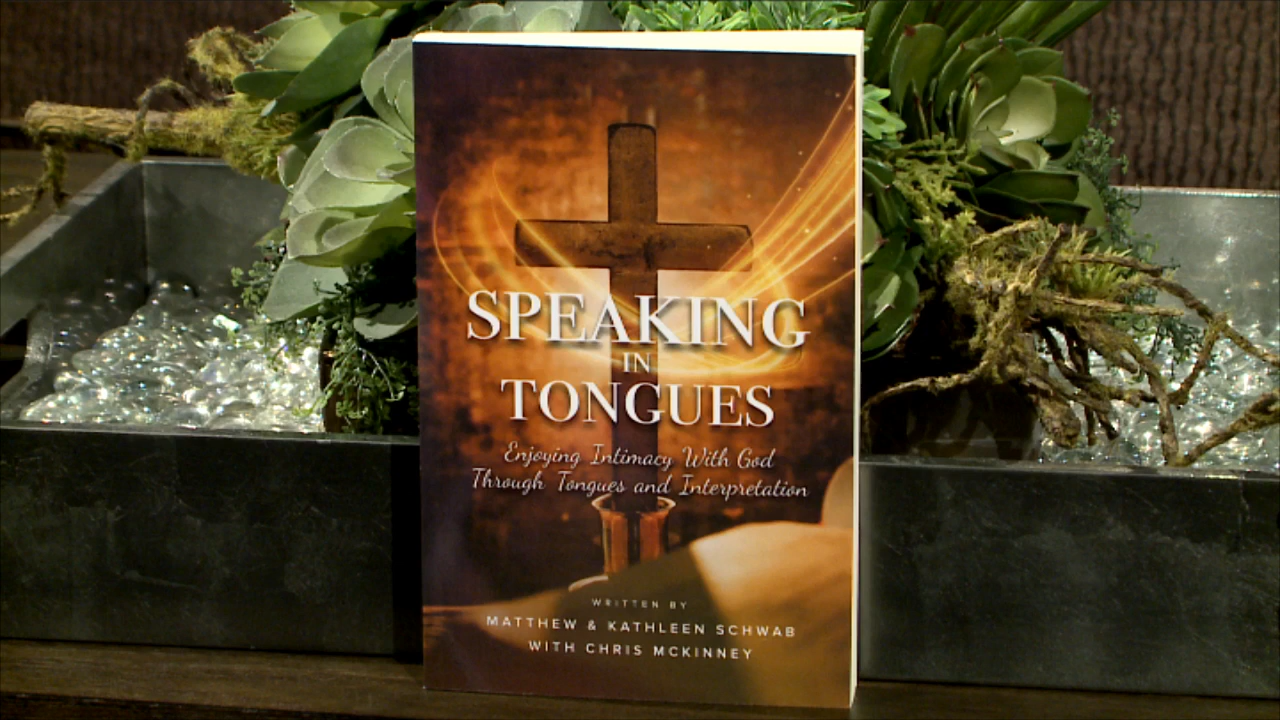 SPEAKING
IN
TONGUES
Enjoying Intimacy With God
Through Tongues and Interpretation
WRITTEN BY
MATTHEW & KATHLEEN SCHWAB
WITH CHRIS MCKINNEY